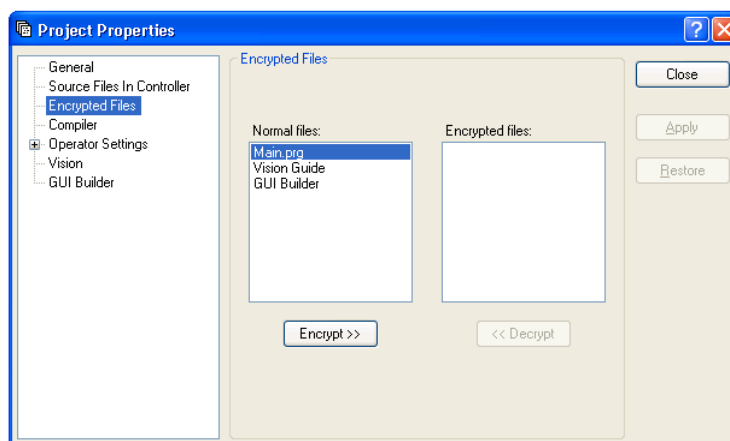 Project Properties
General
Source Files In Controller
Encrypted Files
Compiler
Operator Settings
Vision
GUI Builder
Encrypted Files
Normal files:
Main.prg
Vision Guide
GUI Builder
Encrypt >>
Encrypted files:
<< Decrypt
Close
Apply
Restore